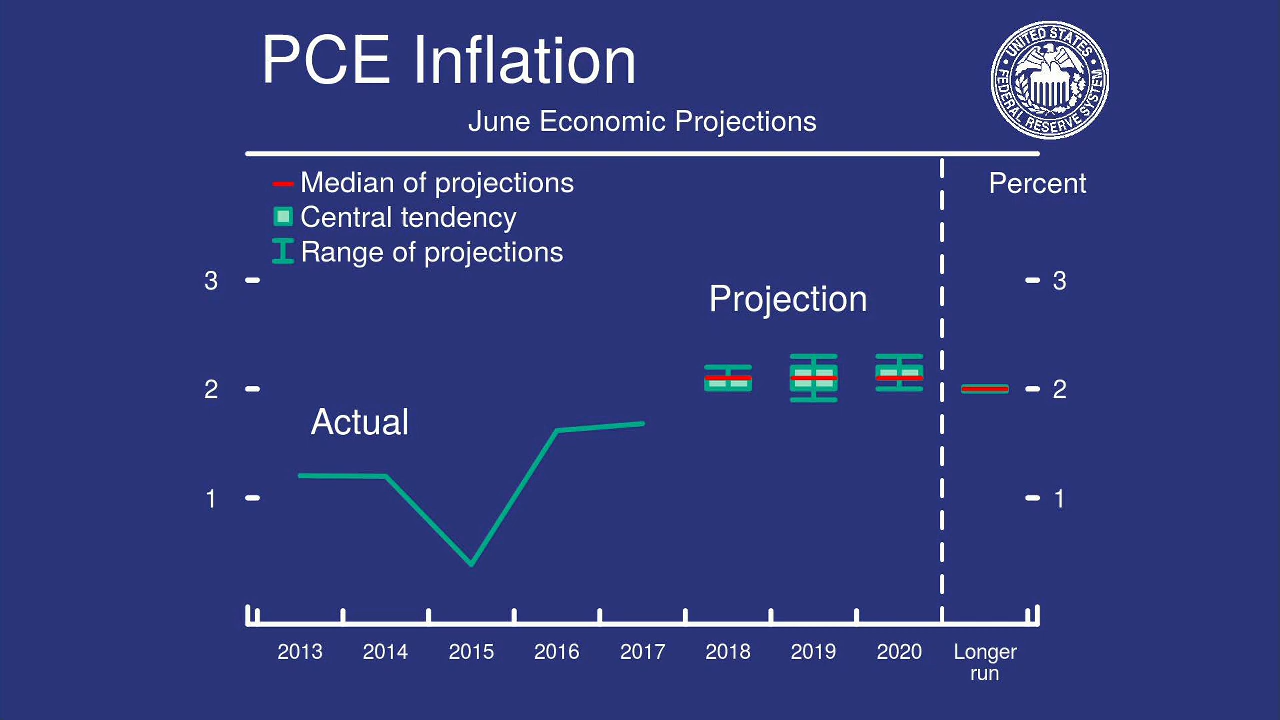 PCE Inflation
June Economic Projections
UNITED STATES
FEDERAL RESERVE SYSTEM
Median of projections
Central tendency
Range of projections
Percent
3
3
Projection
2
2
Actual
1
1
2013 2014 2015 2016 2017 2018 2019 2020 Longer
run